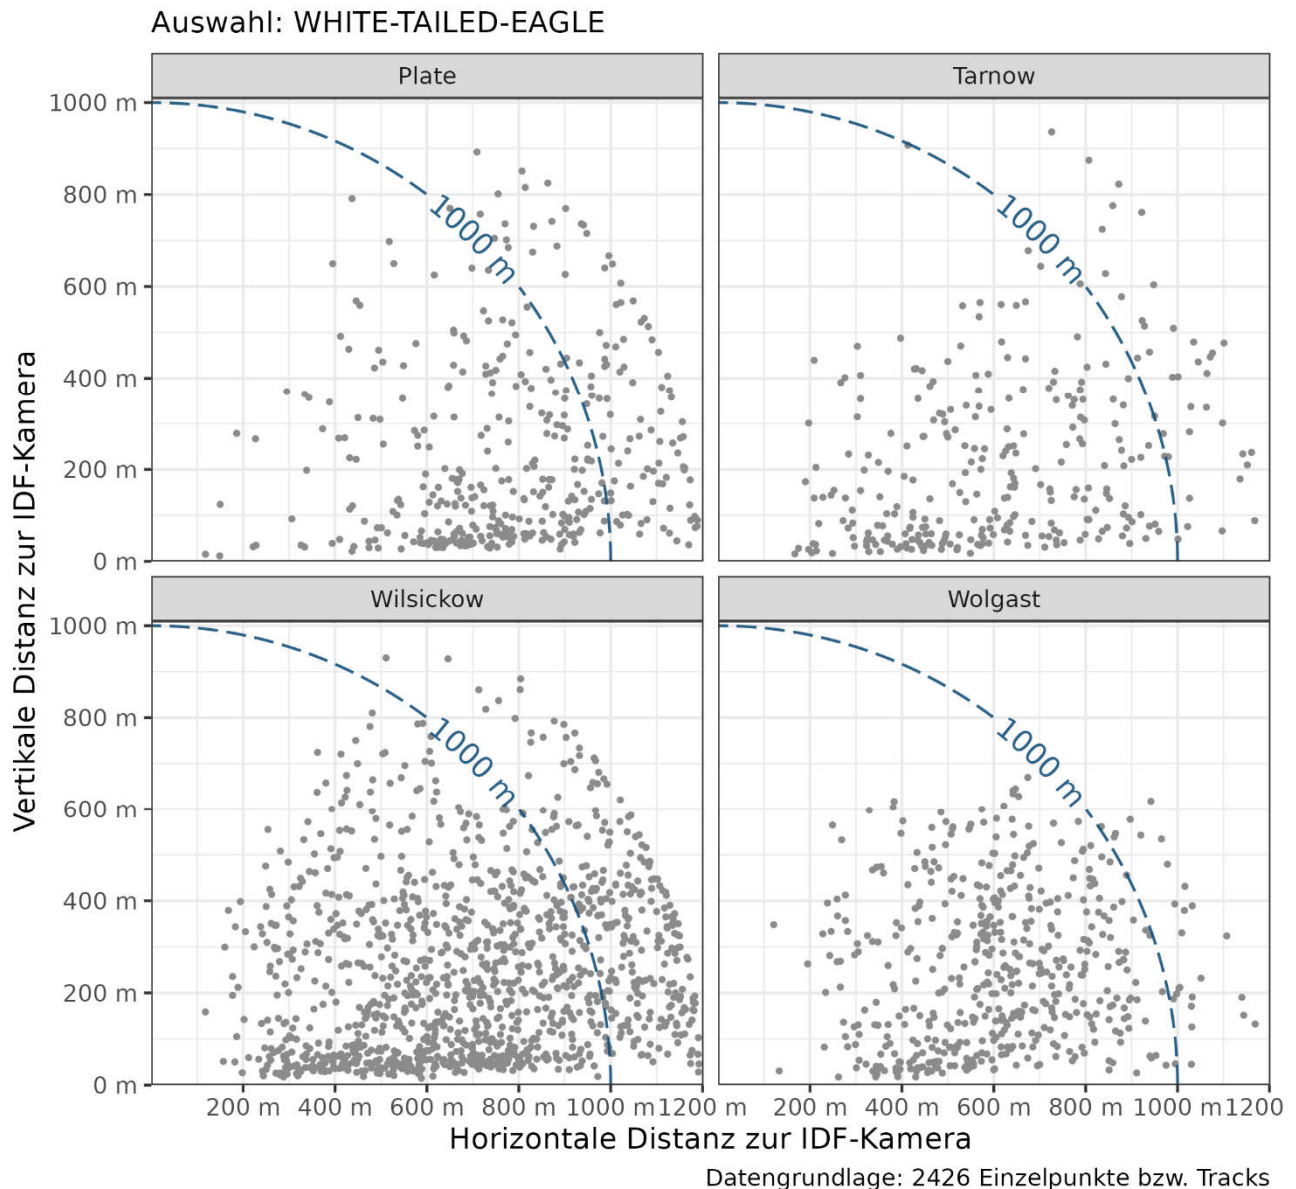 Auswahl: WHITE-TAILED-EAGLE
Plate
Tarnow
1000 m
800 m
600 m
400 m
200 m
0 m
1000 m
1000 m
Wilsickow
Wolgast
1000 m
800 m
600 m
400 m
200 m
0 m
1000 m
1000 m
200 m 400 m 600 m 800 m 1000 m 1200 m 200 m 400 m 600 m 800 m 1000 m 1200
Vertikale Distanz zur IDF-Kamera
Horizontale Distanz zur IDF-Kamera
Datengrundlage: 2426 Einzelpunkte bzw. Tracks